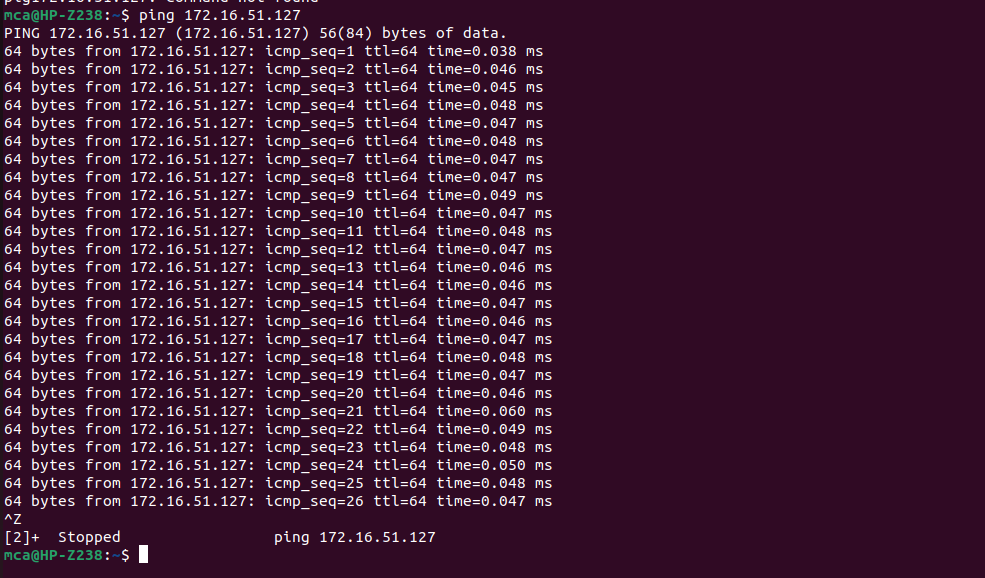 command not found
mca@HP-Z238:~$ ping 172.16.51.127
PING 172.16.51.127 (172.16.51.127) 56(84) bytes of data.
64 bytes from 172.16.51.127: icmp_seq=1 ttl=64 time=0.038 ms
64 bytes from 172.16.51.127: icmp_seq=2 ttl=64 time=0.046 ms
64 bytes from 172.16.51.127: icmp_seq=3 ttl=64 time=0.045 ms
64 bytes from 172.16.51.127: icmp_seq=4 ttl=64 time=0.048 ms
64 bytes from 172.16.51.127: icmp_seq=5 ttl=64 time=0.047 ms
64 bytes from 172.16.51.127: icmp_seq=6 ttl=64 time=0.048 ms
64 bytes from 172.16.51.127: icmp_seq=7 ttl=64 time=0.047 ms
64 bytes from 172.16.51.127: icmp_seq=8 ttl=64 time=0.047 ms
64 bytes from 172.16.51.127: icmp_seq=9 ttl=64 time=0.049 ms
64 bytes from 172.16.51.127: icmp_seq=10 ttl=64 time=0.047 ms
64 bytes from 172.16.51.127: icmp_seq=11 ttl=64 time=0.048 ms
64 bytes from 172.16.51.127: icmp_seq=12 ttl=64 time=0.047 ms
64 bytes from 172.16.51.127: icmp_seq=13 ttl=64 time=0.046 ms
64 bytes from 172.16.51.127: icmp_seq=14 ttl=64 time=0.046 ms
64 bytes from 172.16.51.127: icmp_seq=15 ttl=64 time=0.047 ms
64 bytes from 172.16.51.127: icmp_seq=16 ttl=64 time=0.046 ms
64 bytes from 172.16.51.127: icmp_seq=17 ttl=64 time=0.047 ms
64 bytes from 172.16.51.127: icmp_seq=18 ttl=64 time=0.048 ms
64 bytes from 172.16.51.127: icmp_seq=19 ttl=64 time=0.047 ms
64 bytes from 172.16.51.127: icmp_seq=20 ttl=64 time=0.046 ms
64 bytes from 172.16.51.127: icmp_seq=21 ttl=64 time=0.060 ms
64 bytes from 172.16.51.127: icmp_seq=22 ttl=64 time=0.049 ms
64 bytes from 172.16.51.127: icmp_seq=23 ttl=64 time=0.048 ms
64 bytes from 172.16.51.127: icmp_seq=24 ttl=64 time=0.050 ms
64 bytes from 172.16.51.127: icmp_seq=25 ttl=64 time=0.048 ms
64 bytes from 172.16.51.127: icmp_seq=26 ttl=64 time=0.047 ms
^Z
[2]+  Stopped                 ping 172.16.51.127
mca@HP-Z238:~$